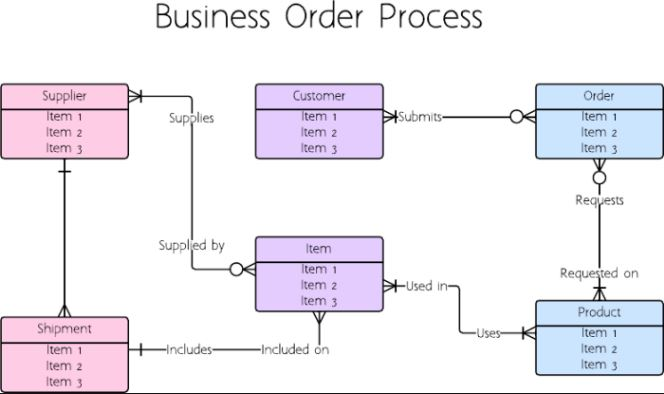 Business Order Process
Supplier
Item 1
Item 2
Item 3
Supplies
Customer
Item 1
Item 2
Item 3
Submits
Order
Item 1
Item 2
Item 3
Requests
Supplied by
Item
Item 1
Item 2
Item 3
Used in
Requested on
Uses
Product
Item 1
Item 2
Item 3
Shipment
Item 1
Item 2
Item 3
Includes
Included on